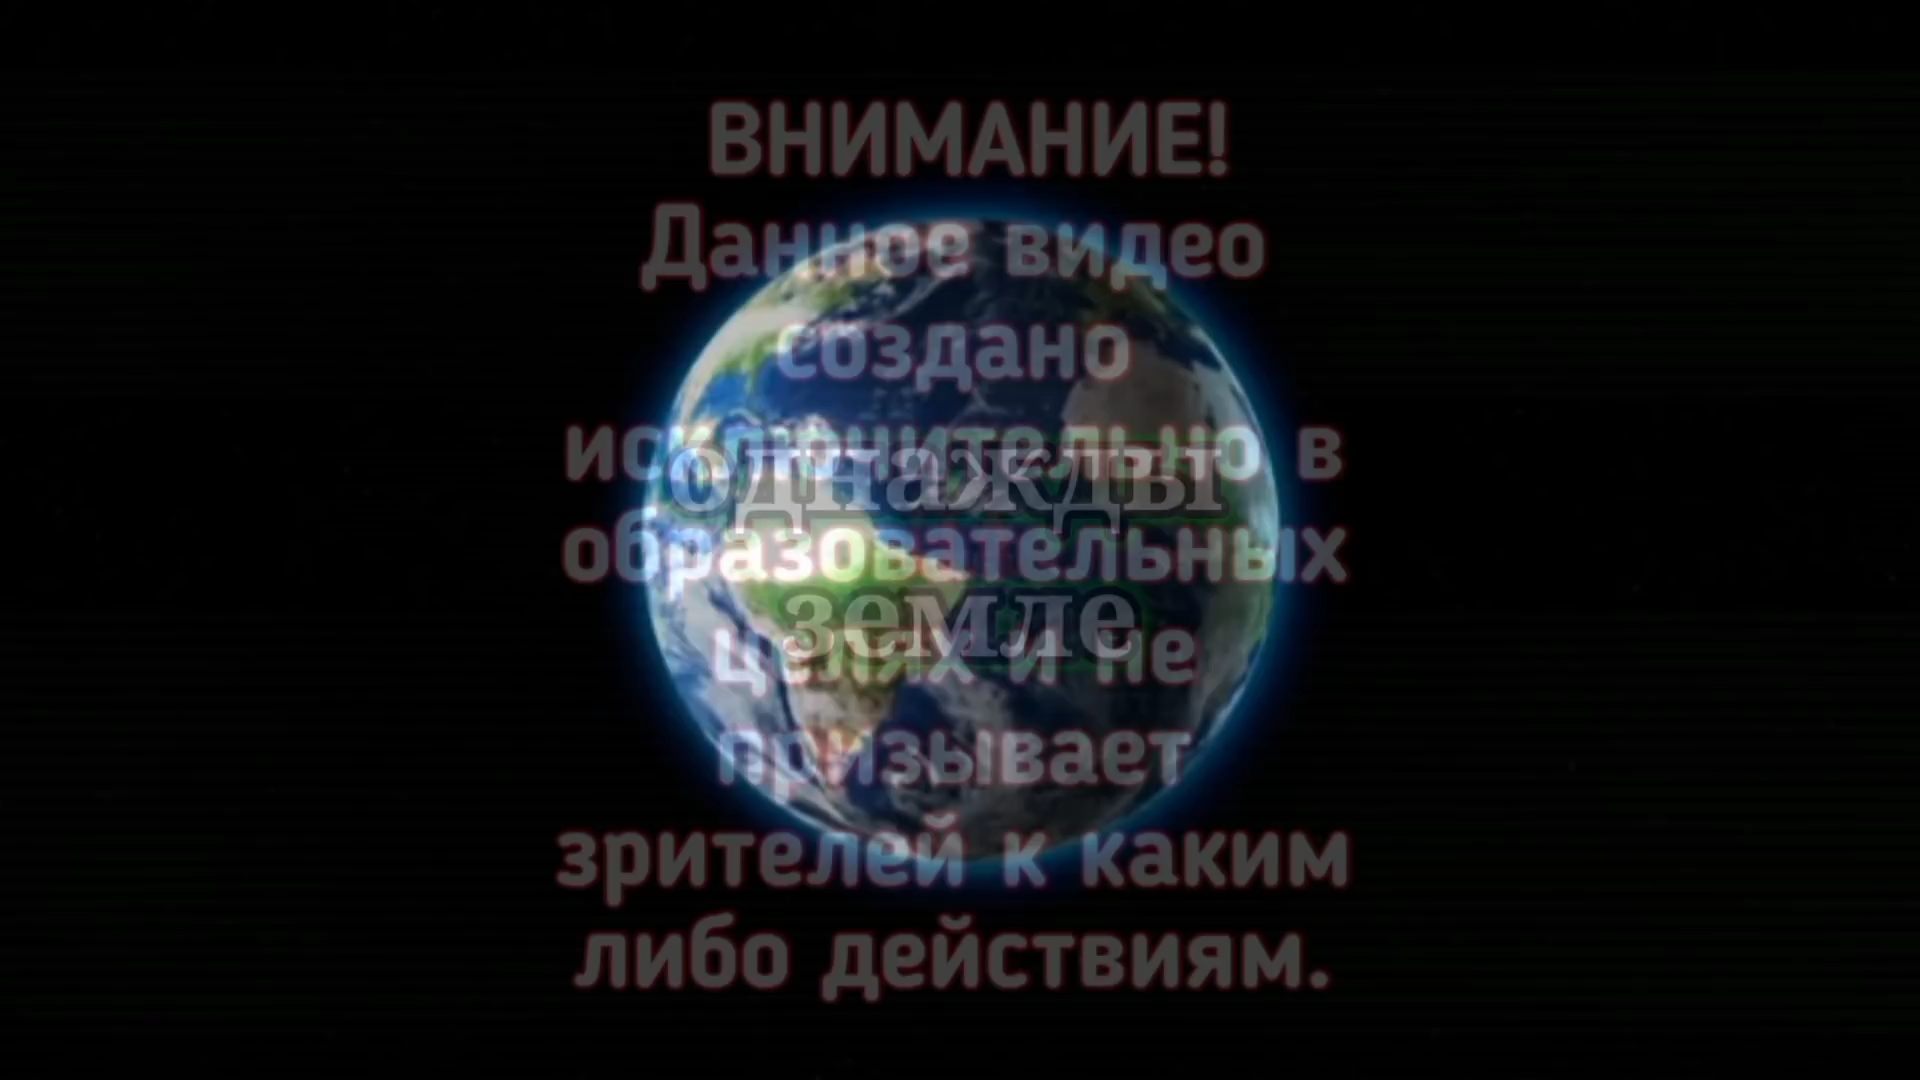 ВНИМАНИЕ!
Данное видео
создано
исключительно в
однажды
образовательных
земле
целях и не
призывает
зрителей к каким
либо действиям.